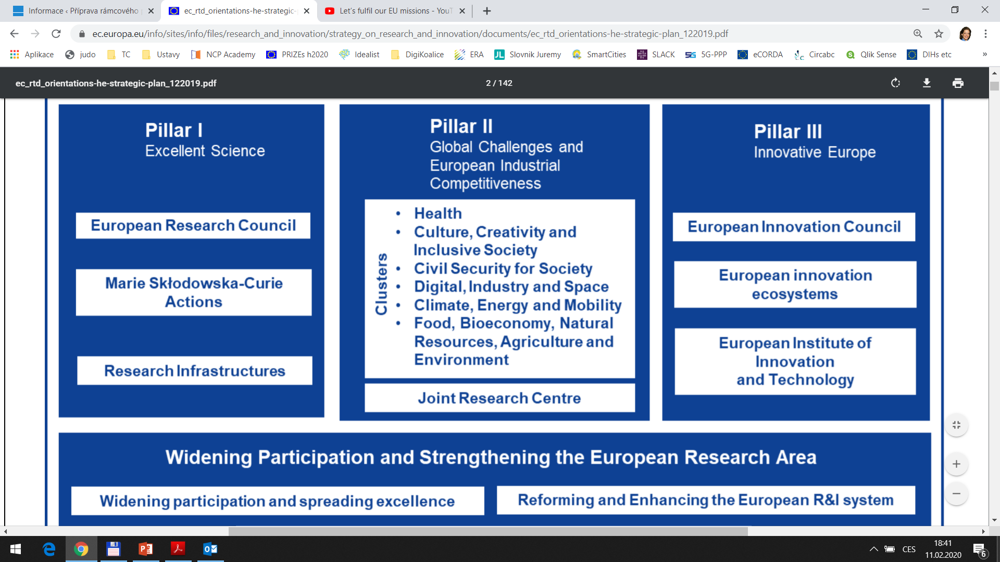 Informace ‹ Příprava rámcového
ec_rtd_orientations-he-strategic-
Let's fulfil our EU missions - YouT
ec.europa.eu/info/sites/info/files/research_and_innovation/strategy_on_research_and_innovation/documents/ec_rtd_orientations-he-strategic-plan_122019.pdf
Aplikace judo TC Ustavy NCP Academy PRIZEs h2020 Idealist DigiKoalice ERA JL Slovnik Juremy SmartCities SLACK 5G 5G-PPP eCORDA Circabc S Qlik Sense DIHs etc »
ec_rtd_orientations-he-strategic-plan_122019.pdf
2 / 142
Pillar I
Excellent Science
European Research Council
Marie Skłodowska-Curie
Actions
Research Infrastructures
Pillar II
Global Challenges and
European Industrial
Competitiveness
Clusters
• Health
• Culture, Creativity and
Inclusive Society
• Civil Security for Society
• Digital, Industry and Space
• Climate, Energy and Mobility
• Food, Bioeconomy, Natural
Resources, Agriculture and
Environment
Joint Research Centre
Pillar III
Innovative Europe
European Innovation Council
European innovation
ecosystems
European Institute of
Innovation
and Technology
Widening Participation and Strengthening the European Research Area
Widening participation and spreading excellence
Reforming and Enhancing the European R&I system
CES
18:41
11.02.2020
6